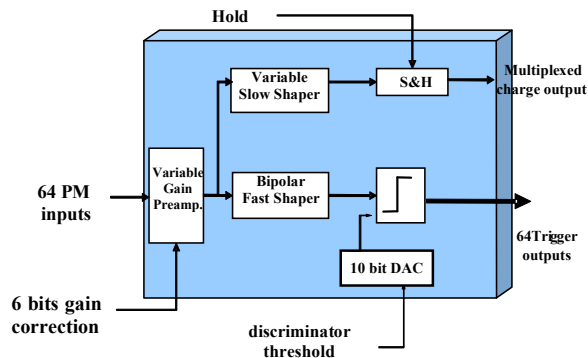 Hold
Variable
Slow Shaper
S&H
Multiplexed
charge output
64 PM
inputs
Variable
Gain
Preamp.
Bipolar
Fast Shaper
64Trigger
outputs
10 bit DAC
6 bits gain
correction
discriminator
threshold